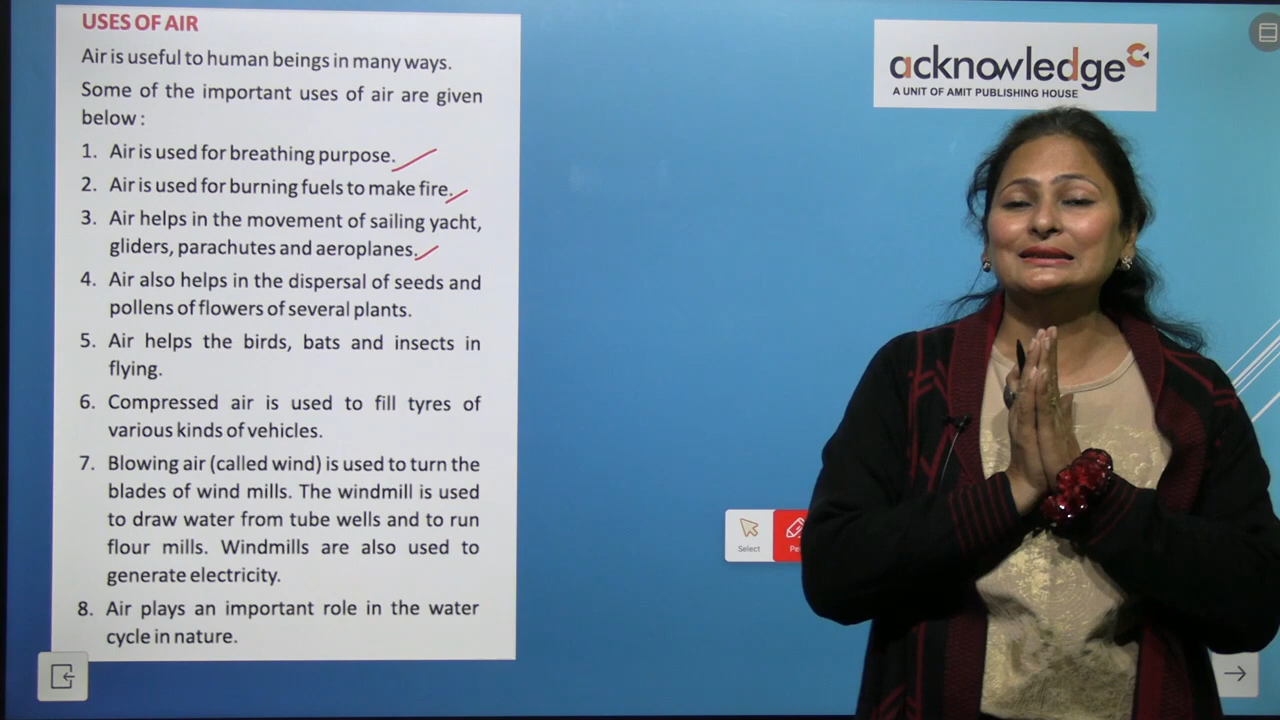 USES OF AIR
Air is useful to human beings in many ways.
Some of the important uses of air are given
below :
1. Air is used for breathing purpose.
2. Air is used for burning fuels to make fire.
3. Air helps in the movement of sailing yacht,
gliders, parachutes and aeroplanes.
4. Air also helps in the dispersal of seeds and
pollens of flowers of several plants.
5. Air helps the birds, bats and insects in
flying.
6. Compressed air is used to fill tyres of
various kinds of vehicles.
7. Blowing air (called wind) is used to turn the
blades of wind mills. The windmill is used
to draw water from tube wells and to run
flour mills. Windmills are also used to
generate electricity.
8. Air plays an important role in the water
cycle in nature.
acknowledge
A UNIT OF AMIT PUBLISHING HOUSE
Select